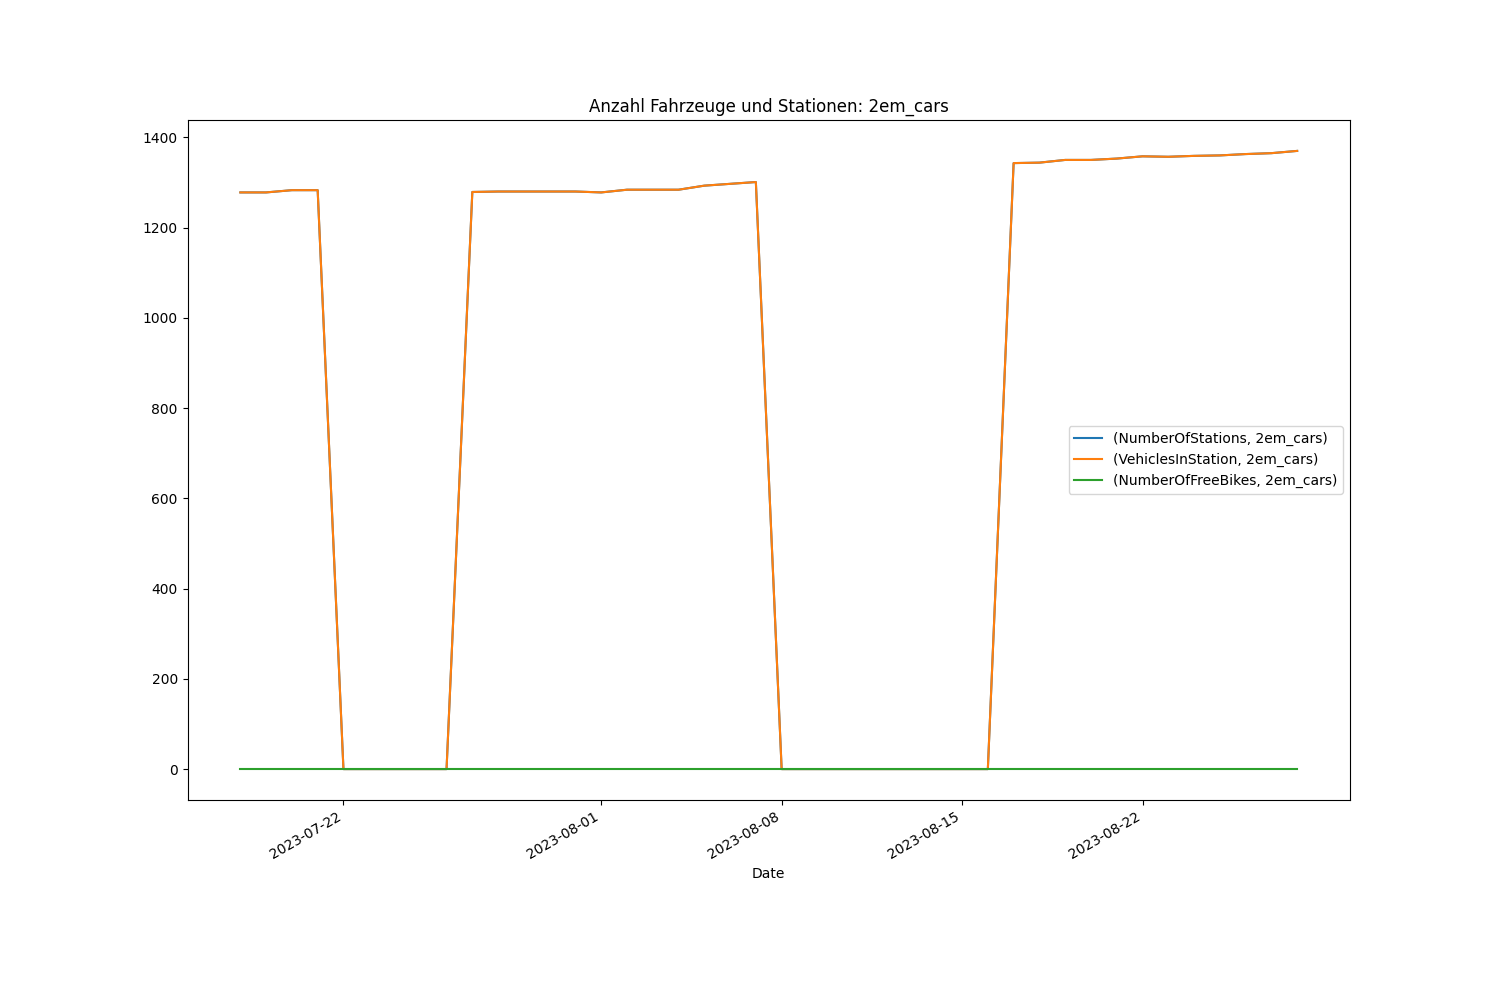 Anzahl Fahrzeuge und Stationen: 2em_cars
1400
1200
1000
800
600
400
200
0
(NumberOfStations, 2em_cars)
(VehiclesInStation, 2em_cars)
(NumberOfFreeBikes, 2em_cars)
2023-07-22
2023-08-01
2023-08-08
2023-08-15
2023-08-22
Date